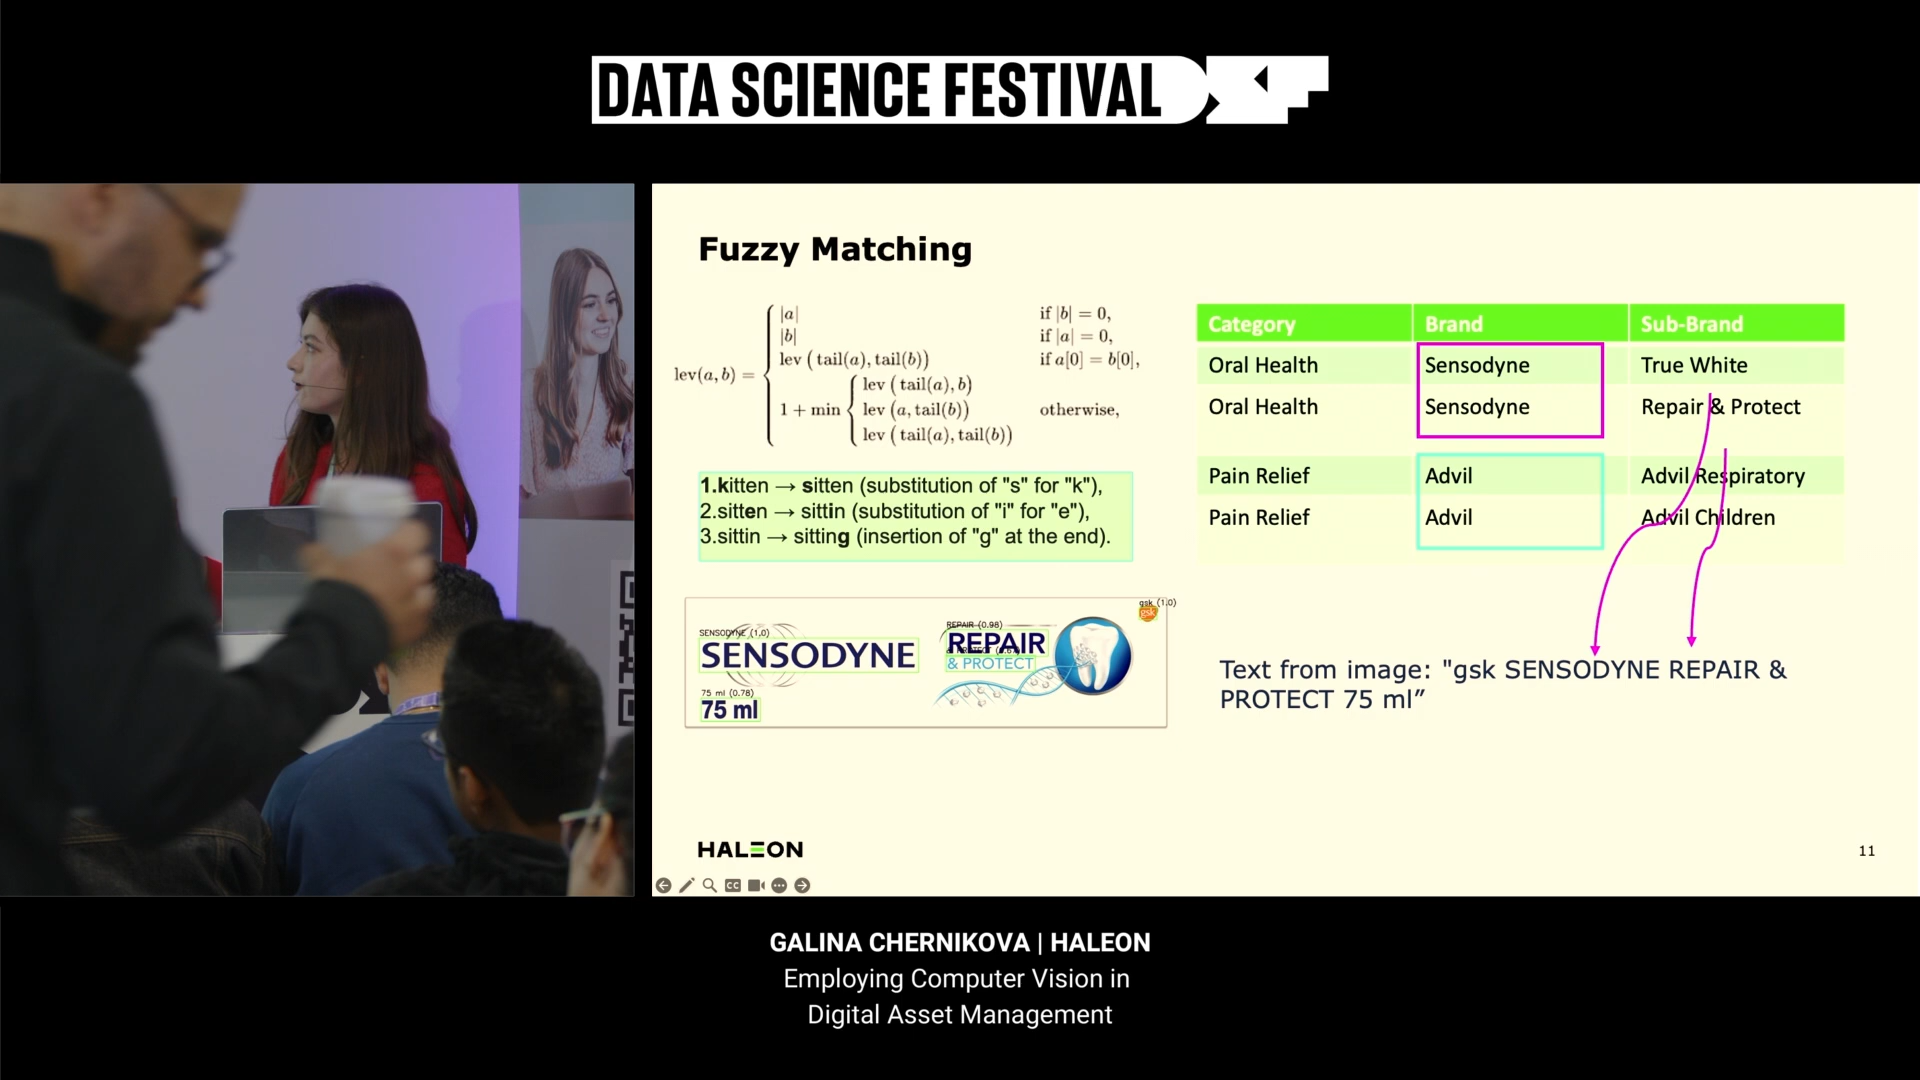 DATA SCIENCE FESTIVAL
Fuzzy Matching
lev(a, b) =
|a| if |b| = 0,
|b| if |a| = 0,
lev ( tail(a), tail(b)) if a[0] = b[0],
1 + min
lev ( tail(a), b)
lev (a, tail(b)) otherwise,
lev ( tail(a), tail(b))
1.kitten → sitten (substitution of "s" for "k"),
2.sitten → sittin (substitution of "i" for "e"),
3.sittin → sitting (insertion of "g" at the end).
Category Brand Sub-Brand
Oral Health Sensodyne True White
Oral Health Sensodyne Repair & Protect
Pain Relief Advil Advil Respiratory
Pain Relief Advil Advil Children
gsk (1.0)
gsk
SENSODYNE (1.0)
SENSODYNE
REPAIR (0.98)
REPAIR
& PROTECT
75 ml (0.78)
75 ml
Text from image: "gsk SENSODYNE REPAIR &
PROTECT 75 ml”
HALEON
11
CC
GALINA CHERNIKOVA | HALEON
Employing Computer Vision in
Digital Asset Management